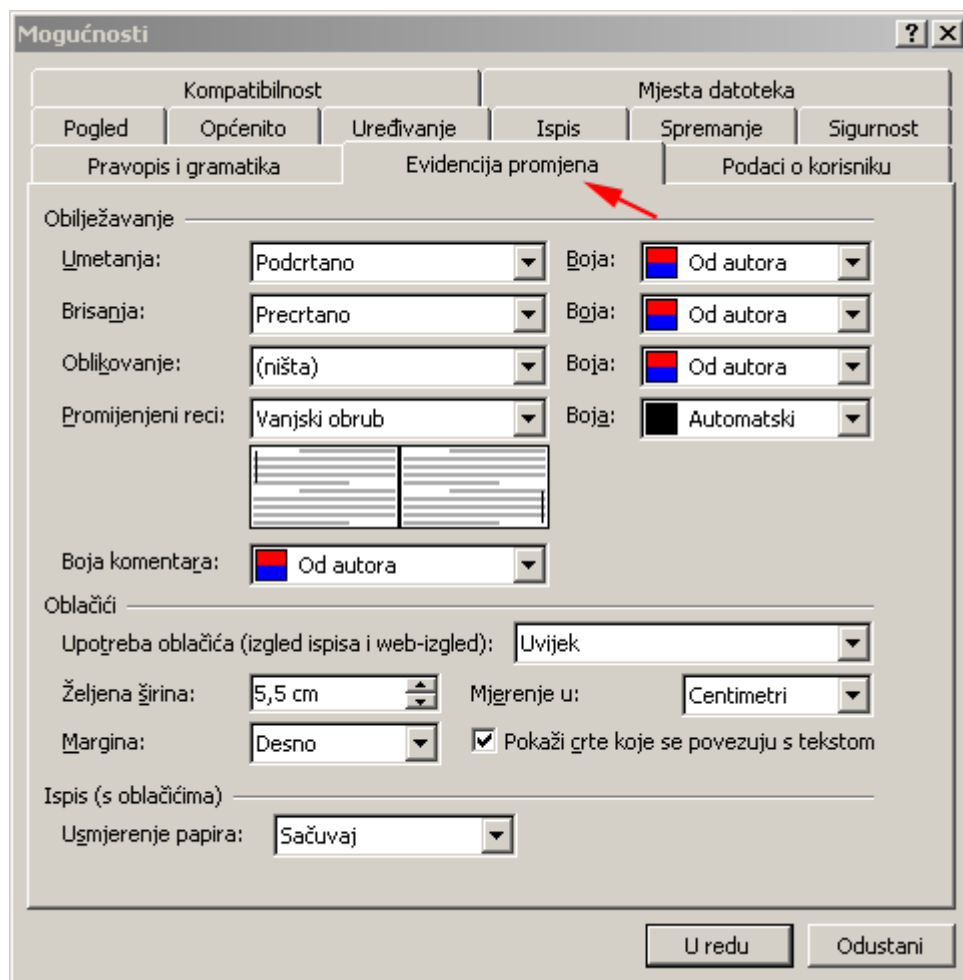 Mogućnosti
Kompatibilnost Mjesta datoteka
Pogled Općenito Uređivanje Ispis Spremanje Sigurnost
Pravopis i gramatika Evidencija promjena Podaci o korisniku
Obilježavanje
Umetanja: Podcrtano Boja: Od autora
Brisanja: Precrtano Boja: Od autora
Oblikovanje: (ništa) Boja: Od autora
Promijenjeni reci: Vanjski obrub Boja: Automatski
Boja komentara: Od autora
Oblačići
Upotreba oblačića (izgled ispisa i web-izgled): Uvijek
Željena širina: 5,5 cm Mjerenje u: Centimetri
Margina: Desno Pokaži crte koje se povezuju s tekstom
Ispis (s oblačićima)
Usmjerenje papira: Sačuvaj
U redu Odustani